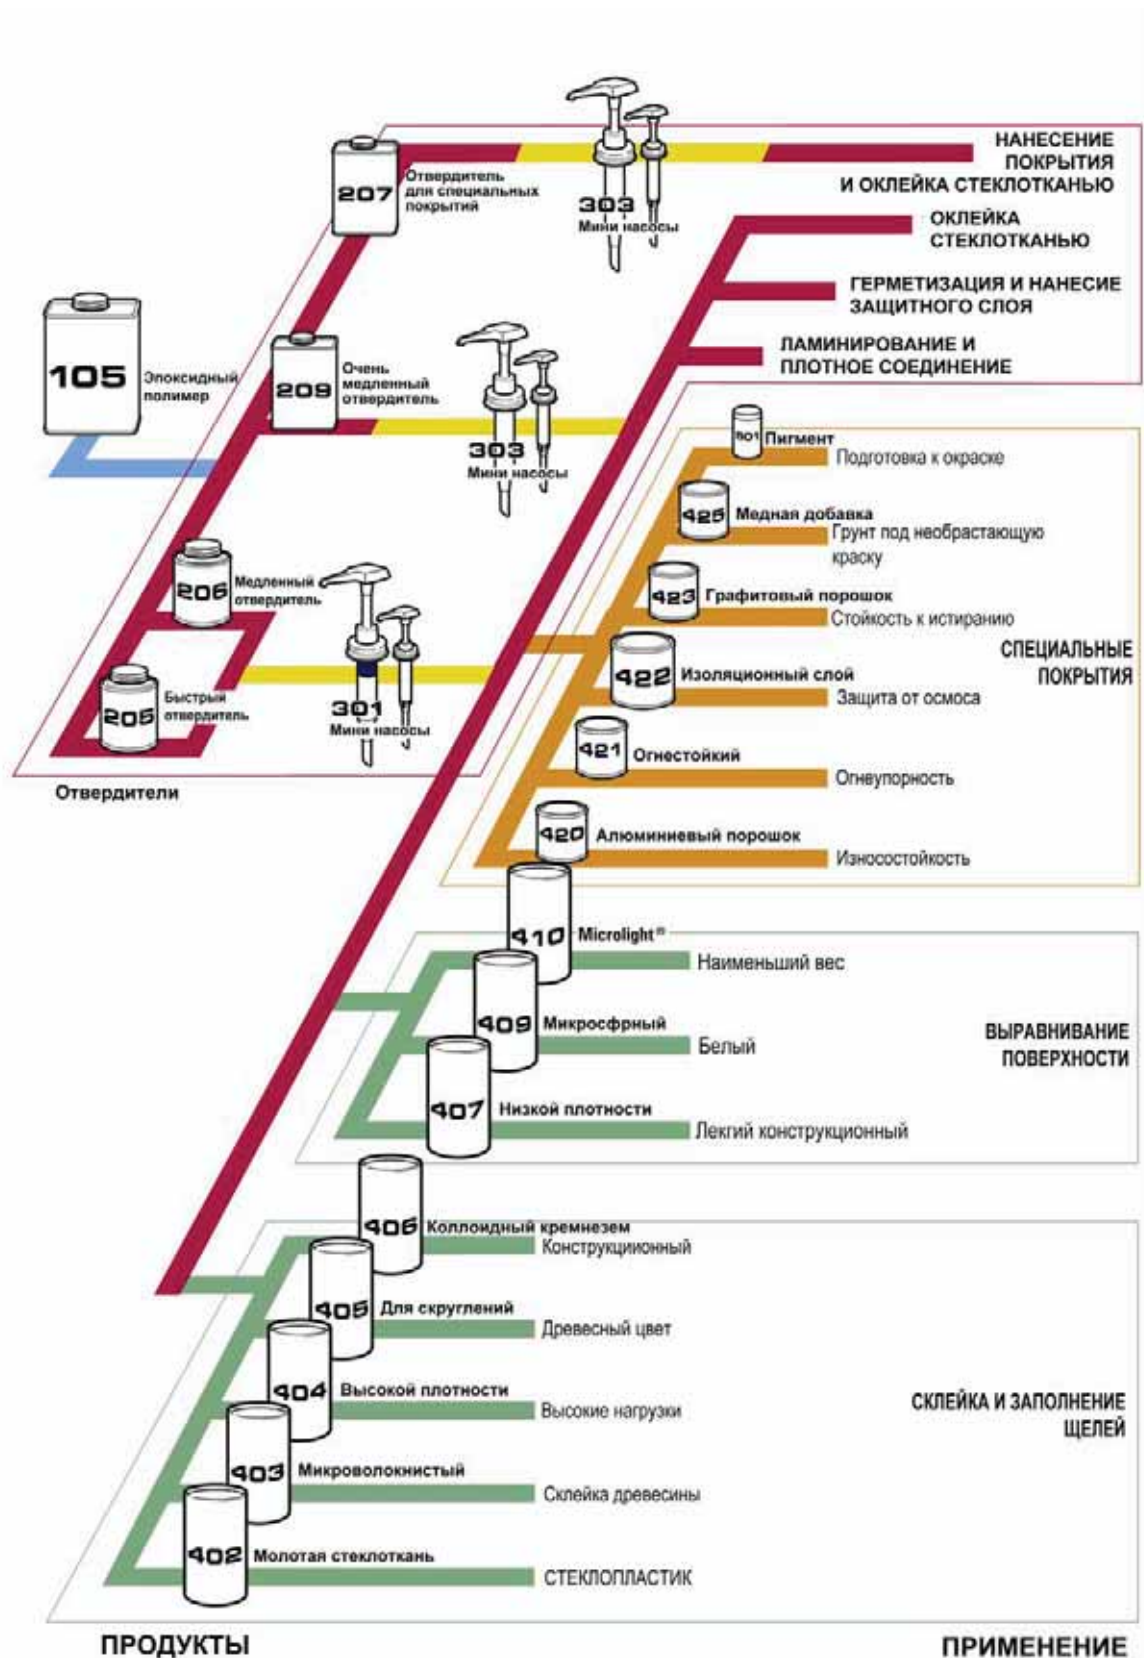 НАНЕСЕНИЕ
ПОКРЫТИЯ
И ОКЛЕЙКА СТЕКЛОТКАНЬЮ
207
Отвердитель
для специальных
покрытий
303
Мини насосы
ОКЛЕЙКА
СТЕКЛОТКАНЬЮ
ГЕРМЕТИЗАЦИЯ И НАНЕСИЕ
ЗАЩИТНОГО СЛОЯ
ЛАМИНИРОВАНИЕ И
ПЛОТНОЕ СОЕДИНЕНИЕ
105
Эпоксидный
полимер
209
Очень
медленный
отвердитель
303
Мини насосы
501
Пигмент
Подготовка к окраске
425
Медная добавка
Грунт под необрастающую
краску
206
Медленный
отвердитель
423
Графитовый порошок
Стойкость к истиранию
СПЕЦИАЛЬНЫЕ
ПОКРЫТИЯ
422
Изоляционный слой
Защита от осмоса
205
Быстрый
отвердитель
301
Мини насосы
421
Огнестойкий
Огнеупорность
Отвердители
420
Алюминиевый порошок
Износостойкость
410
Microlight®
Наименьший вес
409
Микросфрный
Белый
ВЫРАВНИВАНИЕ
ПОВЕРХНОСТИ
407
Низкой плотности
Лекгий конструкционный
406
Коллоидный кремнезем
Конструкциионный
405
Для скруглений
Древесный цвет
404
Высокой плотности
Высокие нагрузки
СКЛЕЙКА И ЗАПОЛНЕНИЕ
ЩЕЛЕЙ
403
Микроволокнистый
Склейка древесины
402
Молотая стеклоткань
СТЕКЛОПЛАСТИК
ПРОДУКТЫ
ПРИМЕНЕНИЕ